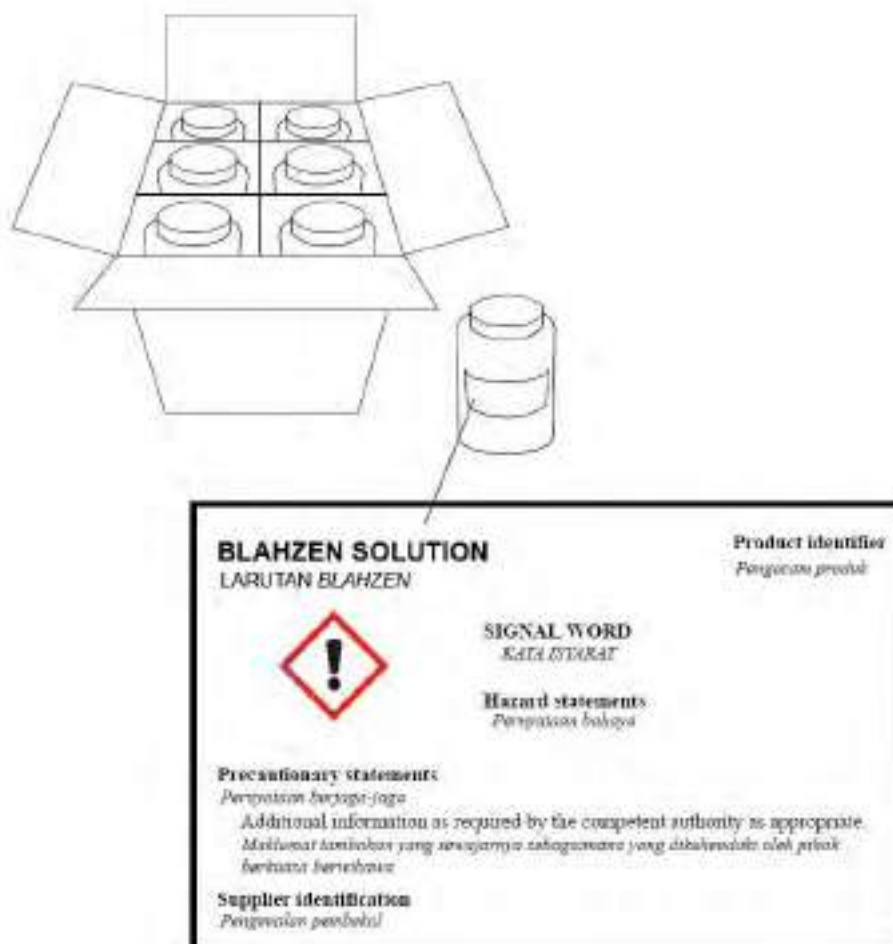 BLAHZEN SOLUTION
LARUTAN BLAHZEN
Product identifier
Pengecam produk
SIGNAL WORD
KATA ISYARAT
Hazard statements
Pernyataan bahaya
Precautionary statements
Pernyataan berjaga-jaga
Additional information as required by the competent authority as appropriate.
Maklumat tambahan yang sewajarnya sebagaimana yang dikehendaki oleh pihak
berkuasa berwibawa
Supplier identification
Pengenalan pembekal